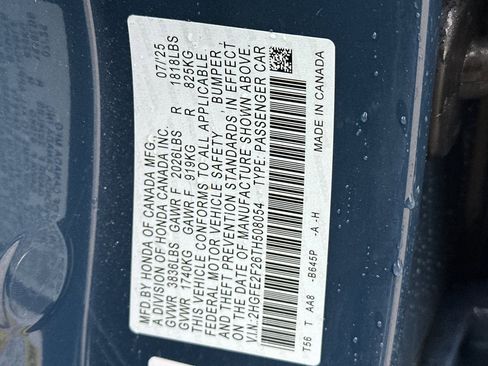 MFD.BY HONDA OF CANADA MFG., 07/'25
A DIVISION OF HONDA CANADA INC.
GVWR 3836LBS GAWR F 2026LBS R 1818LBS
GVWR 1740KG GAWR F 919KG R 825KG
THIS VEHICLE CONFORMS TO ALL APPLICABLE
FEDERAL MOTOR VEHICLE SAFETY , BUMPER ,
AND THEFT PREVENTION STANDARDS IN EFFECT
ON THE DATE OF MANUFACTURE SHOWN ABOVE.
V.I.N:2HGFE2F26TH508054 TYPE:PASSENGER CAR
T56 T AA8 -B645P -A -H MADE IN CANADA